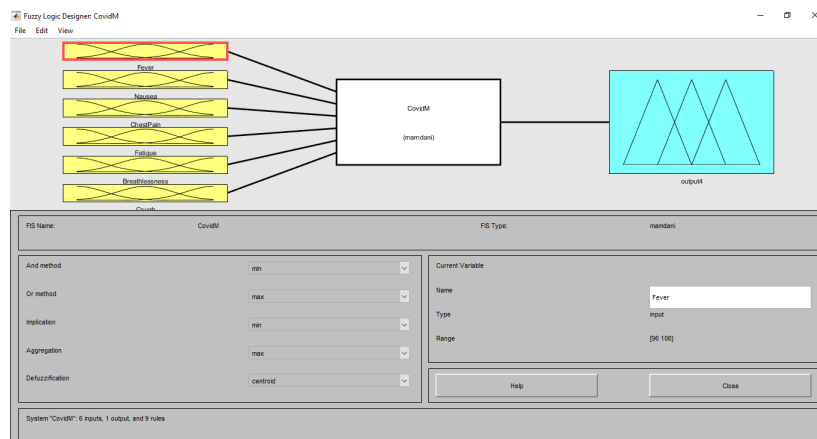 Fuzzy Logic Designer: CovidM
File Edit View
Fever
Nausea
ChestPain
Fatigue
Breathlessness
Cough
CovidM
(mamdani)
output4
FIS Name: CovidM FIS Type: mamdani
And method min
Or method max
Implication min
Aggregation max
Defuzzification centroid
Current Variable
Name Fever
Type input
Range [96 106]
Help Close
System "CovidM": 6 inputs, 1 output, and 9 rules